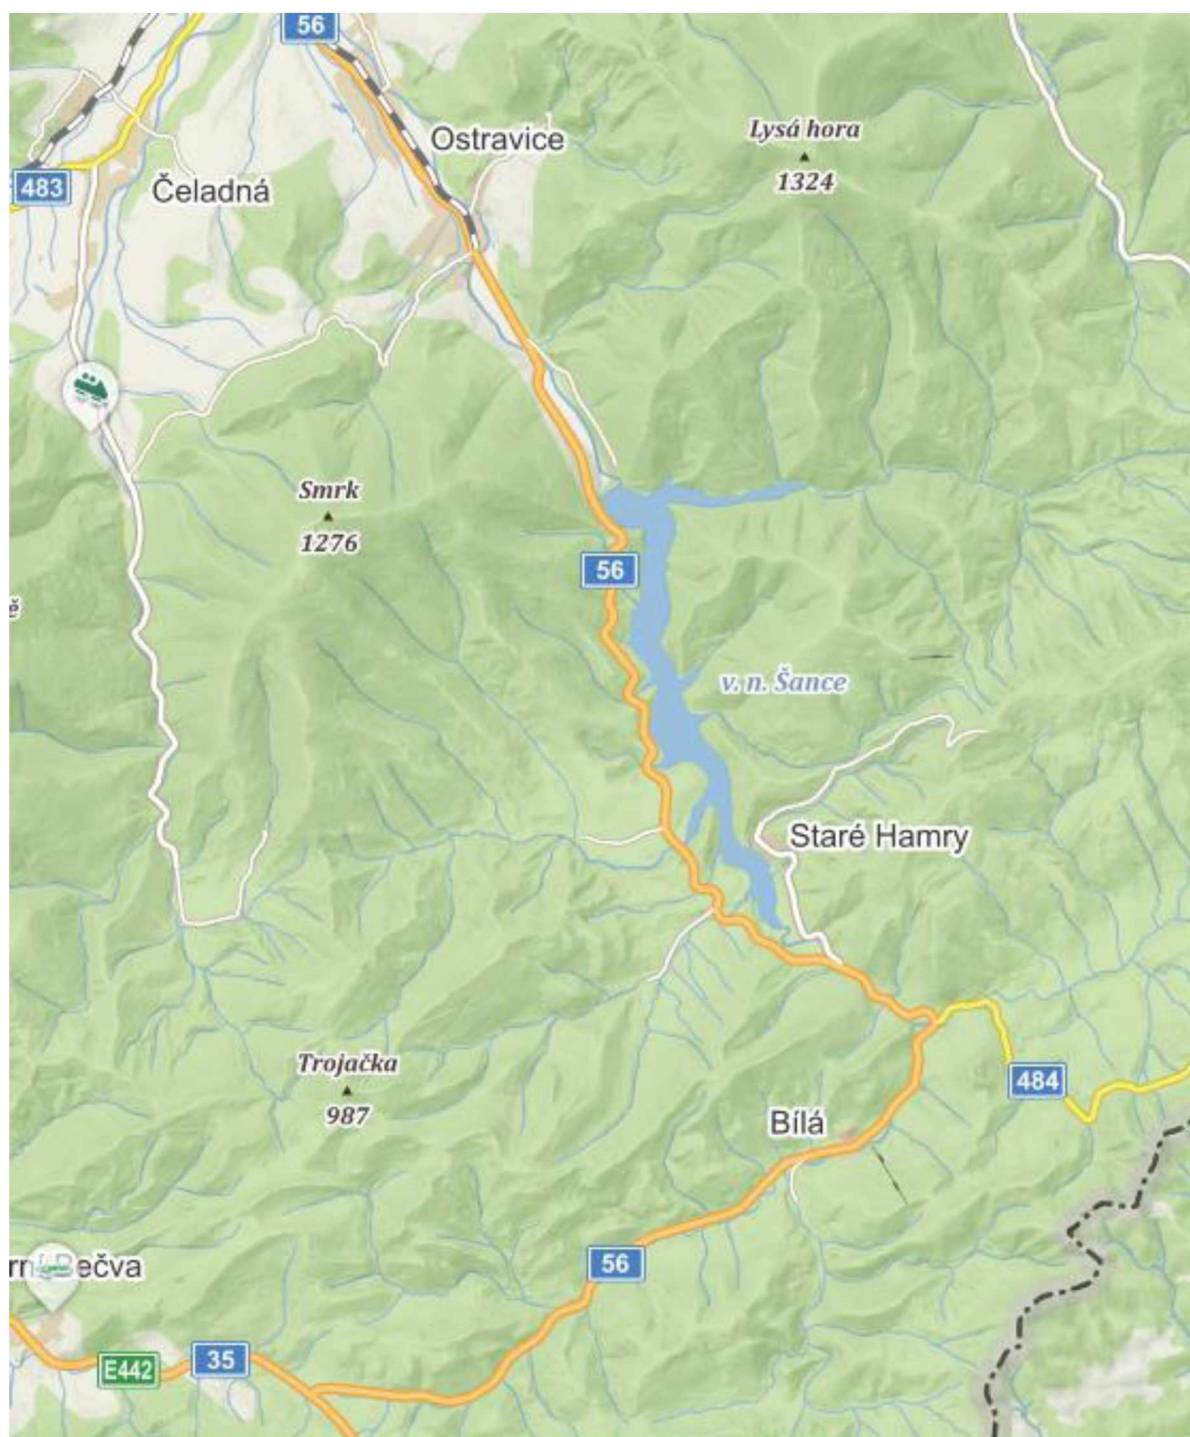 56
Ostravice
Lysá hora
1324
483
Čeladná
Smrk
1276
56
v. n. Šance
Staré Hamry
Trojačka
987
484
Bílá
56
ečva
35
E442